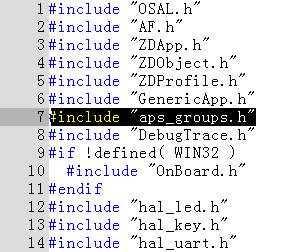 1 #include "OSAL.h"
2 #include "AF.h"
3 #include "ZDApp.h"
4 #include "ZDObject.h"
5 #include "ZDProfile.h"
6 #include "GenericApp.h"
7 #include "aps_groups.h"
8 #include "DebugTrace.h"
9 #if !defined( WIN32 )
10   #include "OnBoard.h"
11 #endif
12 #include "hal_led.h"
13 #include "hal_key.h"
14 #include "hal_uart.h"